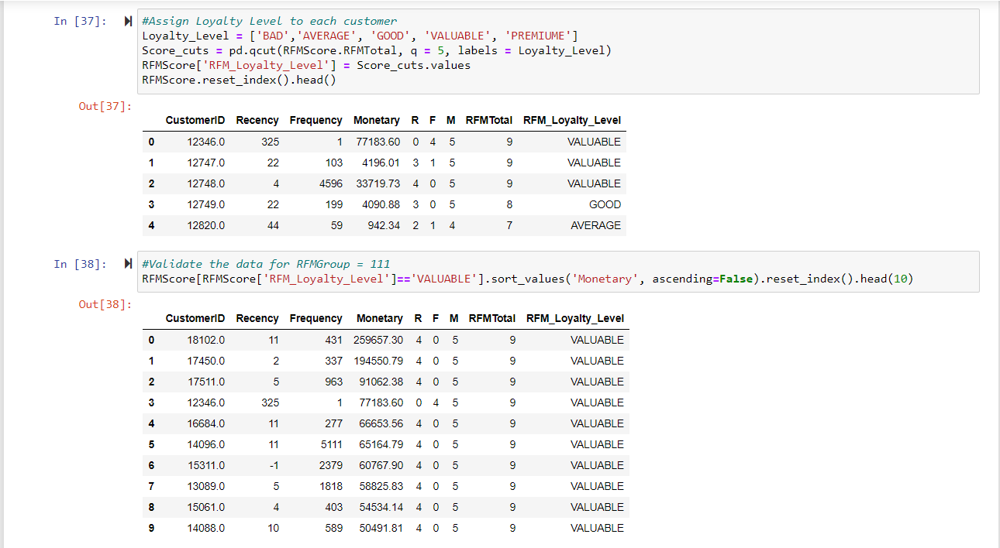 In [37]:
#Assign Loyalty Level to each customer
Loyalty_Level = ['BAD','AVERAGE', 'GOOD', 'VALUABLE', 'PREMIUME']
Score_cuts = pd.qcut(RFMScore.RFMTotal, q = 5, labels = Loyalty_Level)
RFMScore['RFM_Loyalty_Level'] = Score_cuts.values
RFMScore.reset_index().head()
Out[37]:
CustomerID Recency Frequency Monetary R F M RFMTotal RFM_Loyalty_Level
0 12346.0 325 1 77183.60 0 4 5 9 VALUABLE
1 12747.0 22 103 4196.01 3 1 5 9 VALUABLE
2 12748.0 4 4596 33719.73 4 0 5 9 VALUABLE
3 12749.0 22 199 4090.88 3 0 5 8 GOOD
4 12820.0 44 59 942.34 2 1 4 7 AVERAGE
In [38]:
#Validate the data for RFMGroup = 111
RFMScore[RFMScore['RFM_Loyalty_Level']=='VALUABLE'].sort_values('Monetary', ascending=False).reset_index().head(10)
Out[38]:
CustomerID Recency Frequency Monetary R F M RFMTotal RFM_Loyalty_Level
0 18102.0 11 431 259657.30 4 0 5 9 VALUABLE
1 17450.0 2 337 194550.79 4 0 5 9 VALUABLE
2 17511.0 5 963 91062.38 4 0 5 9 VALUABLE
3 12346.0 325 1 77183.60 0 4 5 9 VALUABLE
4 16684.0 11 277 66653.56 4 0 5 9 VALUABLE
5 14096.0 11 5111 65164.79 4 0 5 9 VALUABLE
6 15311.0 -1 2379 60767.90 4 0 5 9 VALUABLE
7 13089.0 5 1818 58825.83 4 0 5 9 VALUABLE
8 15061.0 4 403 54534.14 4 0 5 9 VALUABLE
9 14088.0 10 589 50491.81 4 0 5 9 VALUABLE